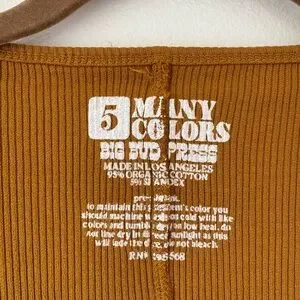 5 MANY
COLORS
BIG BUD PRESS
MADE IN LOS ANGELES
95% ORGANIC COTTON
5% SPANDEX
to maintain this garment's color you
should machine wash on cold with like
colors and tumble dry on low heat. do
not line dry in direct sunlight as this
will fade the dye. do not bleach.